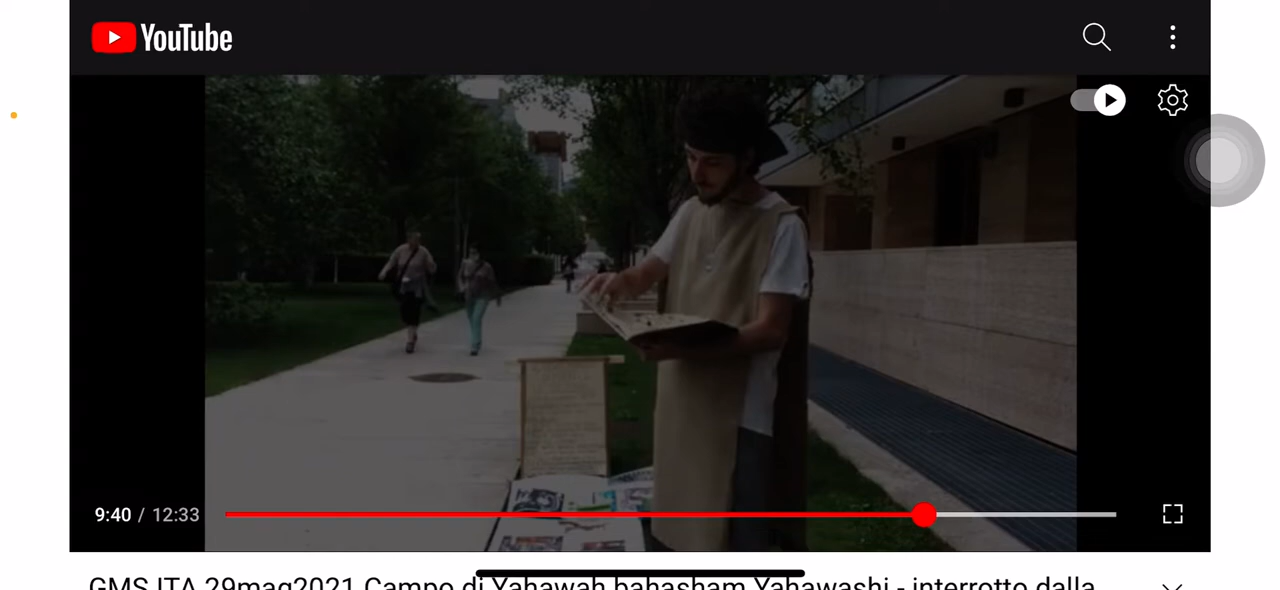 YouTube
9:40 / 12:33
GMS ITA 29mag2021 Campo di Yahawah bahasham Yahawashi - interrotto dalla